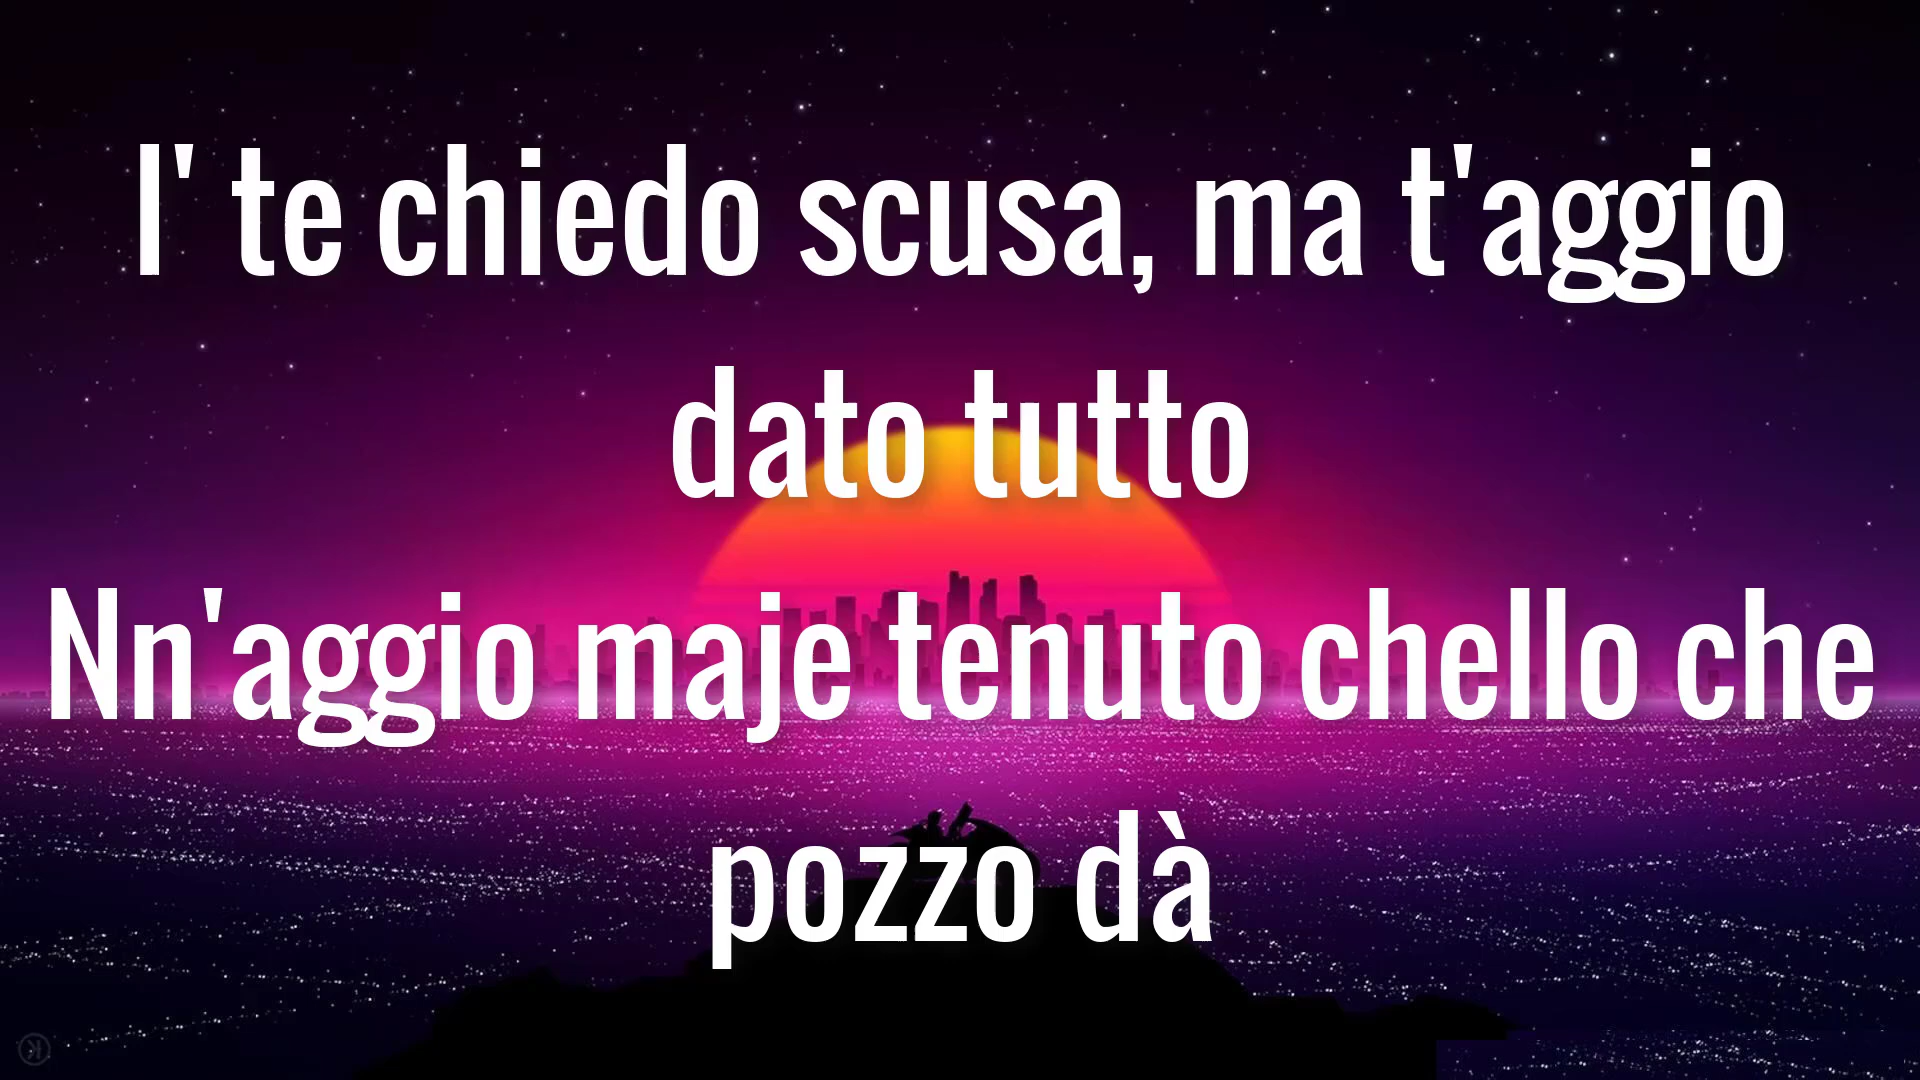 I' te chiedo scusa, ma t'aggio
dato tutto
Nn'aggio maje tenuto chello che
pozzo dà